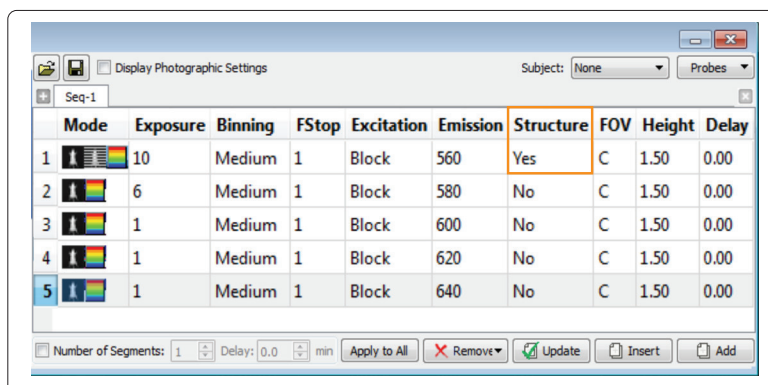 Display Photographic Settings Subject: None Probes
Seq-1
Mode Exposure Binning FStop Excitation Emission Structure FOV Height Delay
1 10 Medium 1 Block 560 Yes C 1.50 0.00
2 6 Medium 1 Block 580 No C 1.50 0.00
3 1 Medium 1 Block 600 No C 1.50 0.00
4 1 Medium 1 Block 620 No C 1.50 0.00
5 1 Medium 1 Block 640 No C 1.50 0.00
Number of Segments: 1 Delay: 0.0 min Apply to All Remove Update Insert Add